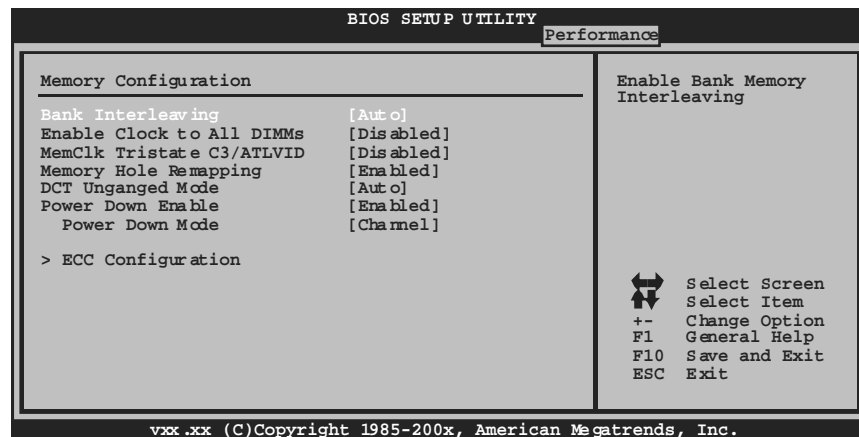 BIOS SETUP UTILITY
Performance
Memory Configuration
Bank Interleaving [Auto]
Enable Clock to All DIMMs [Disabled]
MemClk Tristate C3/ATLVID [Disabled]
Memory Hole Remapping [Enabled]
DCT Unganged Mode [Auto]
Power Down Enable [Enabled]
Power Down Mode [Channel]
> ECC Configuration
Enable Bank Memory
Interleaving
Select Screen
Select Item
+- Change Option
F1 General Help
F10 Save and Exit
ESC Exit
vxx.xx (C)Copyright 1985-200x, American Megatrends, Inc.